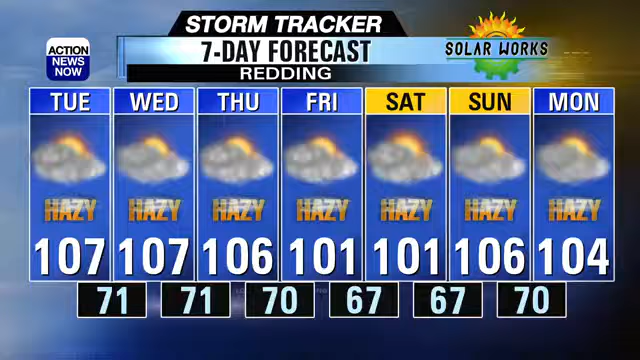 STORM TRACKER
ACTION
NEWS
NOW
7-DAY FORECAST
SOLAR WORKS
REDDING
TUE WED THU FRI SAT SUN MON
HAZY HAZY HAZY HAZY HAZY HAZY HAZY
107 107 106 101 101 106 104
71 71 70 67 67 70